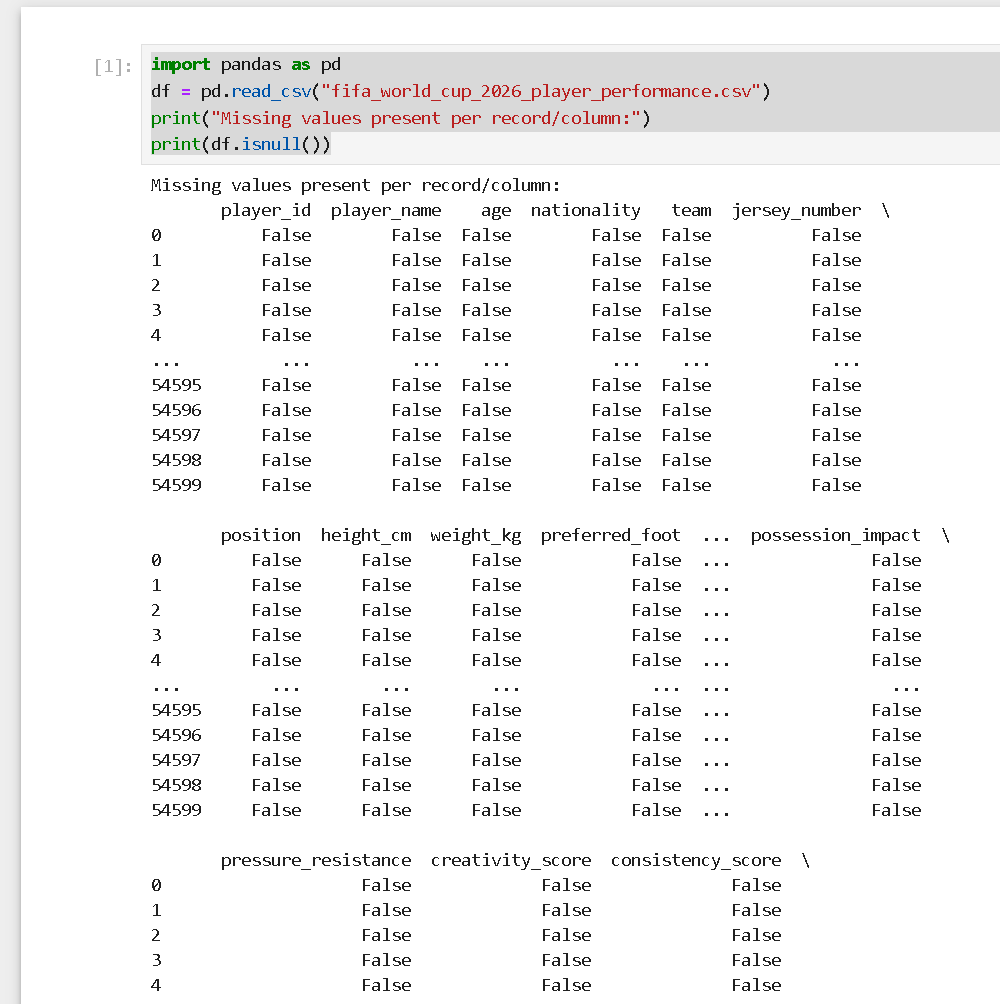 [1]: import pandas as pd
df = pd.read_csv("fifa_world_cup_2026_player_performance.csv")
print("Missing values present per record/column:")
print(df.isnull())
Missing values present per record/column:
       player_id  player_name    age  nationality   team  jersey_number  \
0          False        False  False        False  False          False
1          False        False  False        False  False          False
2          False        False  False        False  False          False
3          False        False  False        False  False          False
4          False        False  False        False  False          False
...          ...          ...    ...          ...    ...            ...
54595      False        False  False        False  False          False
54596      False        False  False        False  False          False
54597      False        False  False        False  False          False
54598      False        False  False        False  False          False
54599      False        False  False        False  False          False
       position  height_cm  weight_kg  preferred_foot  ...  possession_impact  \
0         False      False      False           False  ...              False
1         False      False      False           False  ...              False
2         False      False      False           False  ...              False
3         False      False      False           False  ...              False
4         False      False      False           False  ...              False
...         ...        ...        ...             ...  ...                ...
54595     False      False      False           False  ...              False
54596     False      False      False           False  ...              False
54597     False      False      False           False  ...              False
54598     False      False      False           False  ...              False
54599     False      False      False           False  ...              False
       pressure_resistance  creativity_score  consistency_score  \
0                    False             False              False
1                    False             False              False
2                    False             False              False
3                    False             False              False
4                    False             False              False